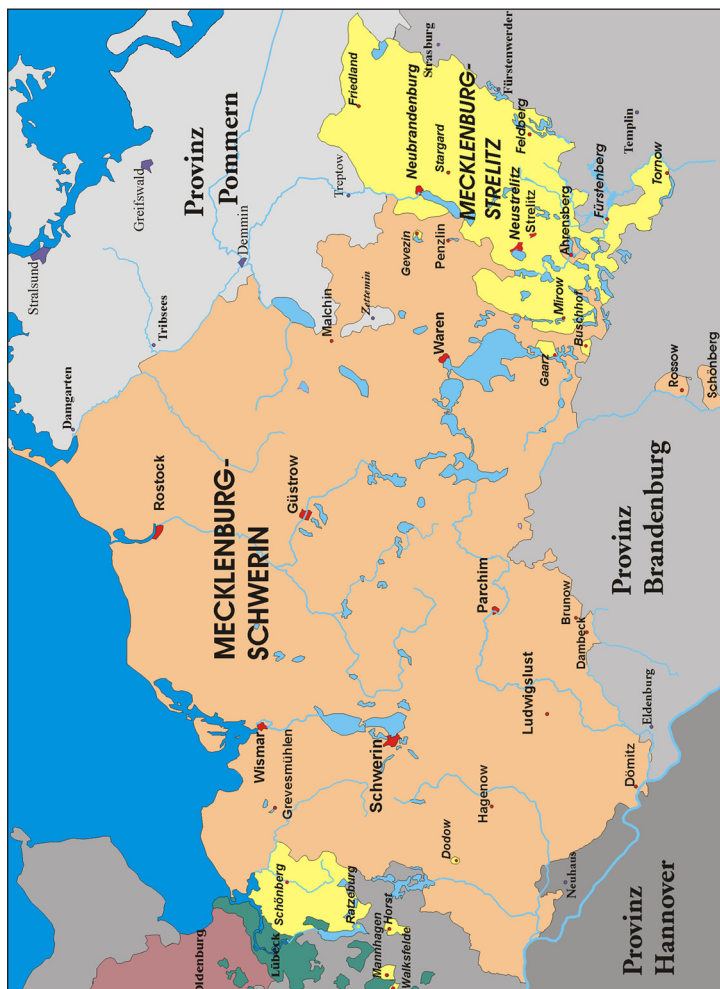 Stralsund
Damgarten
Greifswald
Rostock
Tribsees
Provinz
Pommern
Oldenburg
MECKLENBURG-
SCHWERIN
Demmin
Wismar
Lübeck
Schönberg
Grevesmühlen
Güstrow
Malchin
Treptow
Ratzeburg
Friedland
Zettemin
Schwerin
Mannhagen
Horst
Gevezin
Walksfelde
Neubrandenburg
Strasburg
Waren
Stargard
Dodow
Penzlin
MECKLENBURG-
STRELITZ
Hagenow
Parchim
Fürstenwerder
Neustrelitz
Feldberg
Ludwigslust
Strelitz
Gaarz
Mirow
Ahrensberg
Neuhaus
Brunow
Dambeck
Buschhof
Fürstenberg
Dömitz
Templin
Provinz
Hannover
Provinz
Brandenburg
Eldenburg
Tornow
Rossow
Schönberg